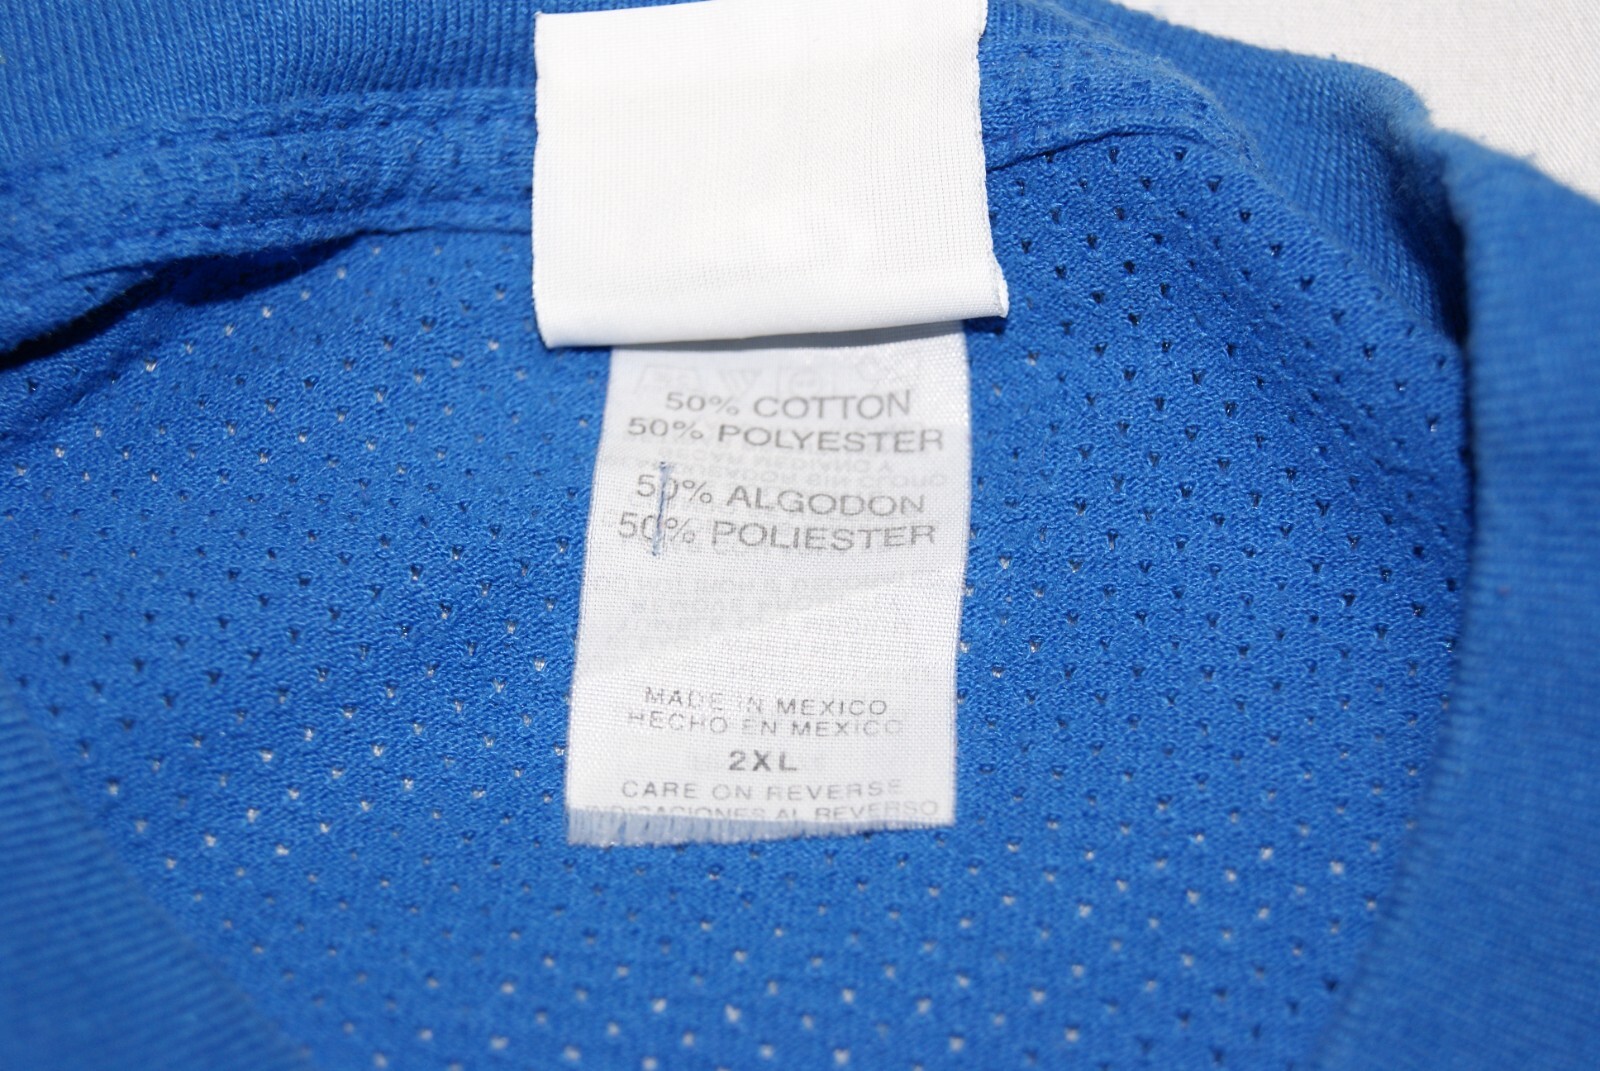 50% COTTON
50% POLYESTER
50% ALGODON
50% POLIESTER
MADE IN MEXICO
HECHO EN MEXICO
2XL
CARE ON REVERSE
INDICACIONES AL REVERSO